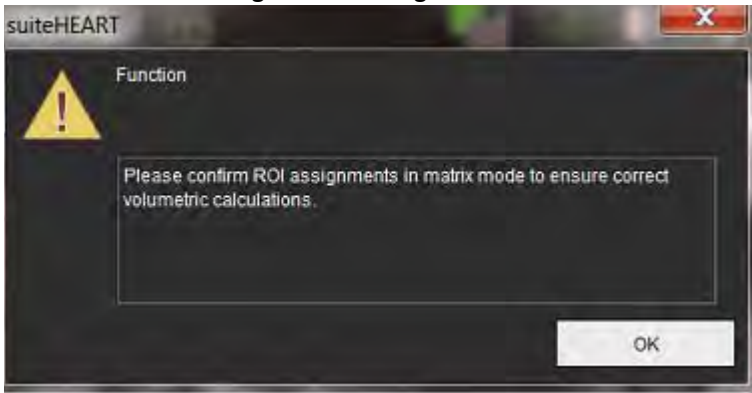 suiteHEART
Function
Please confirm ROI assignments in matrix mode to ensure correct
volumetric calculations.
OK